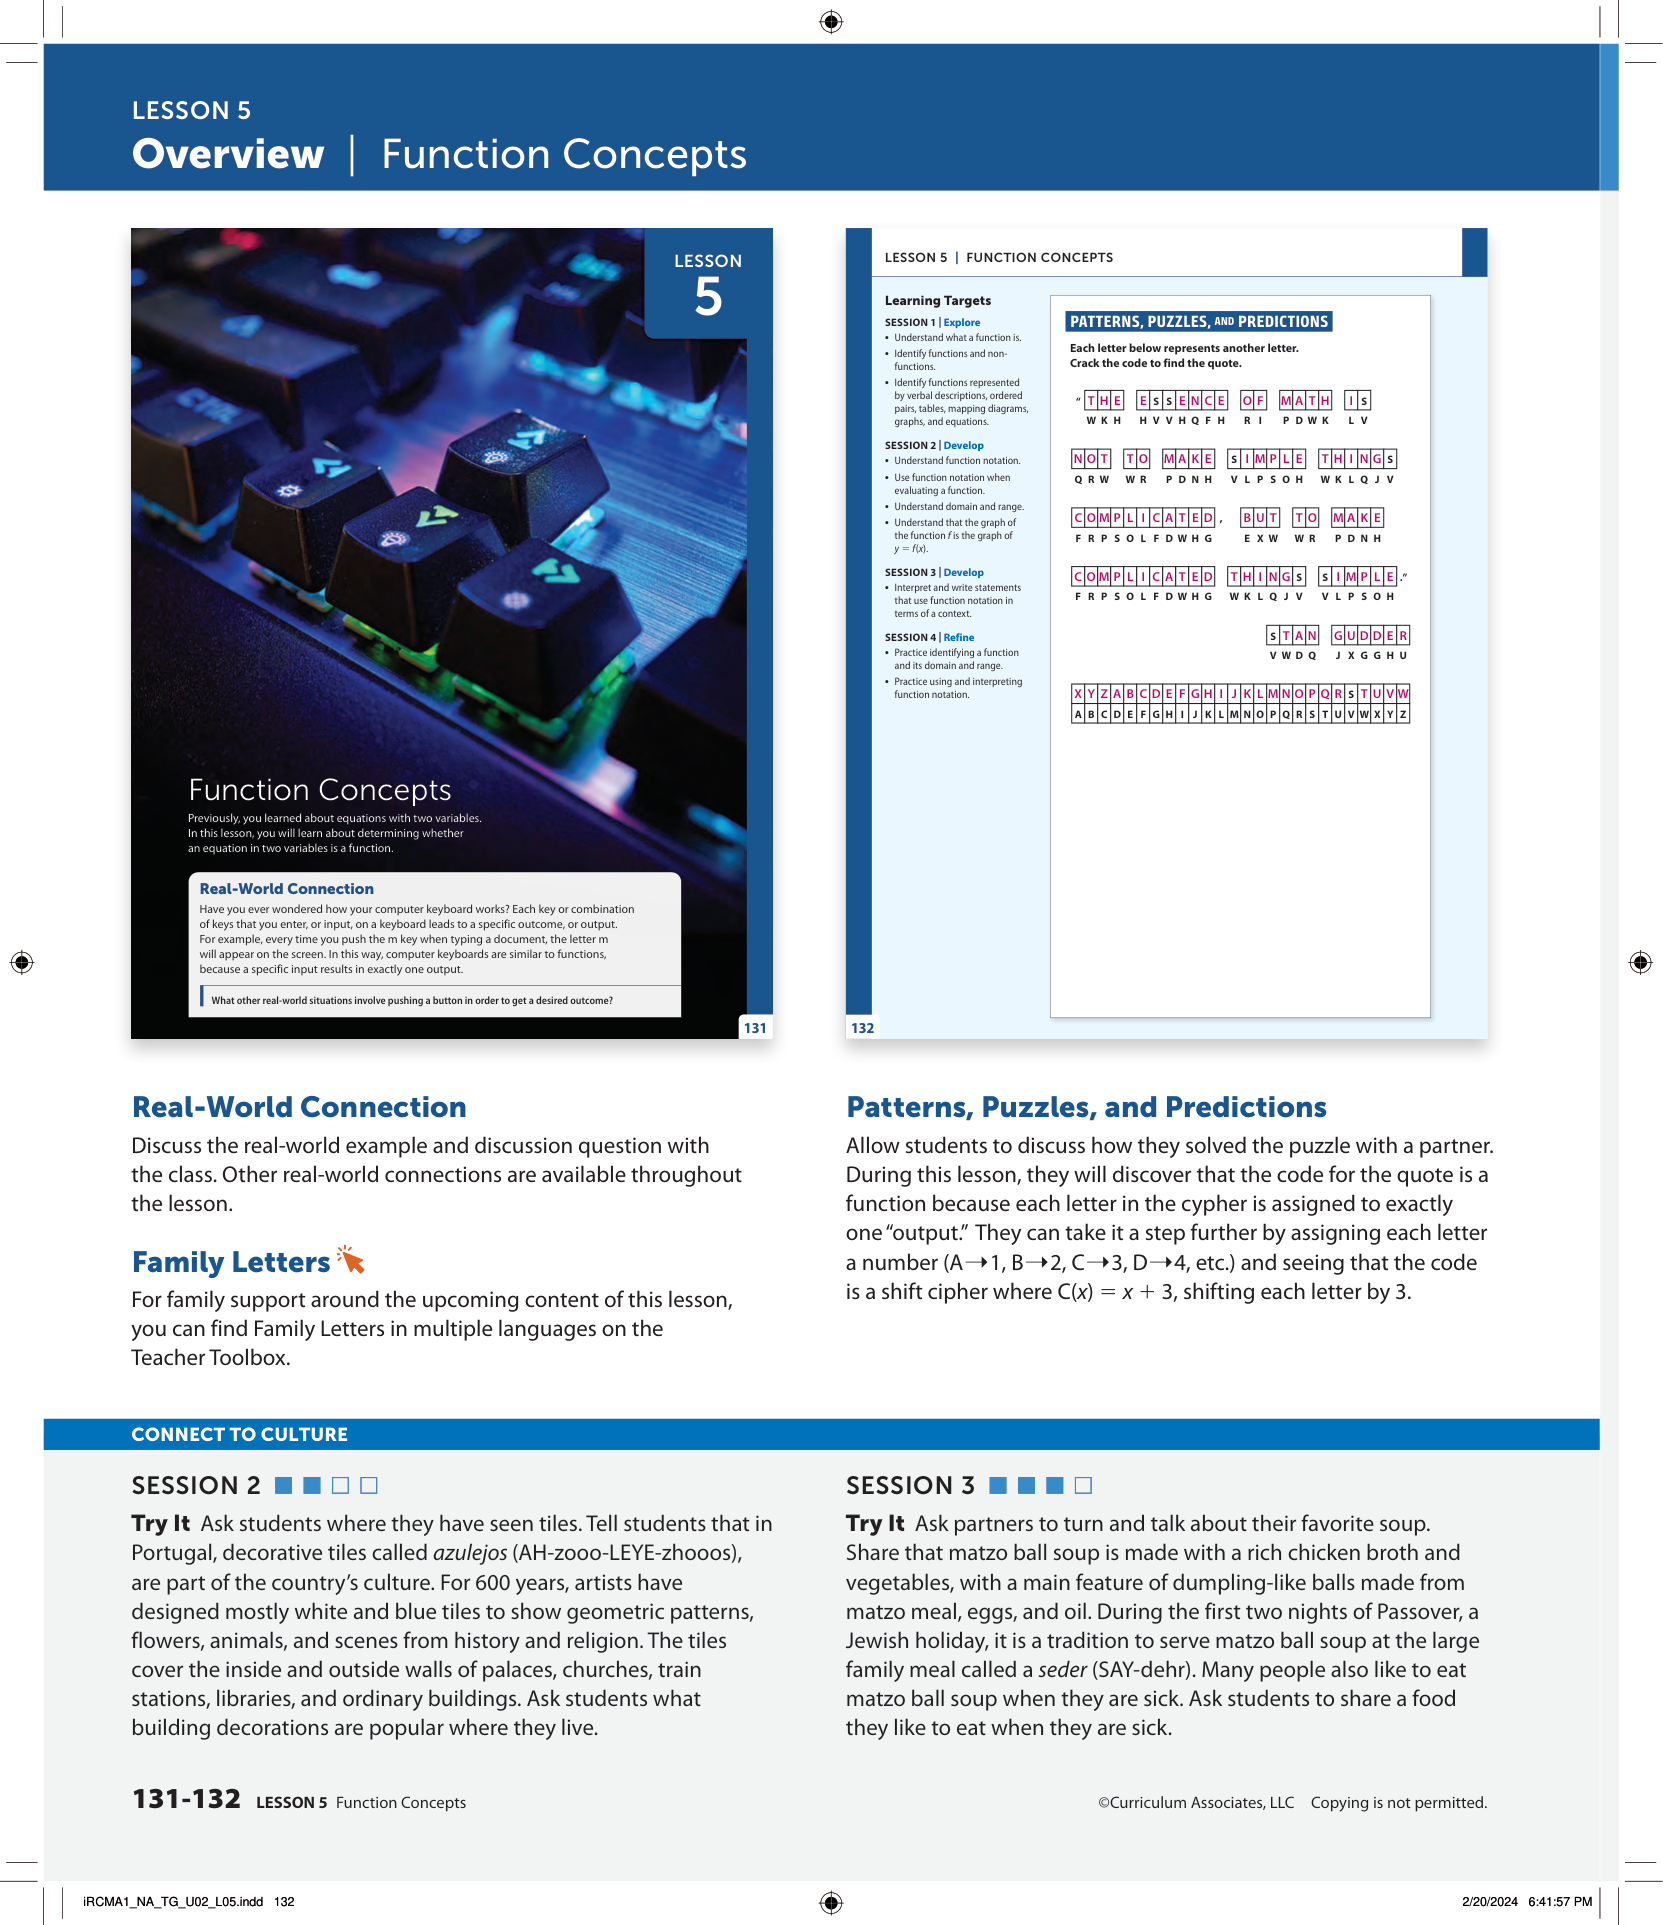 LESSON 5
Overview | Function Concepts
LESSON
5
Function Concepts
Previously, you learned about equations with two variables.
In this lesson, you will learn about determining whether
an equation in two variables is a function.
Real-World Connection
Have you ever wondered how your computer keyboard works? Each key or combination
of keys that you enter, or input, on a keyboard leads to a specific outcome, or output.
For example, every time you push the m key when typing a document, the letter m
will appear on the screen. In this way, computer keyboards are similar to functions,
because a specific input results in exactly one output.
What other real-world situations involve pushing a button in order to get a desired outcome?
131
LESSON 5 | FUNCTION CONCEPTS
Learning Targets
SESSION 1 | Explore
• Understand what a function is.
• Identify functions and non-
functions.
• Identify functions represented
by verbal descriptions, ordered
pairs, tables, mapping diagrams,
graphs, and equations.
SESSION 2 | Develop
• Understand function notation.
• Use function notation when
evaluating a function.
• Understand domain and range.
• Understand that the graph of
the function f is the graph of
y = f(x).
SESSION 3 | Develop
• Interpret and write statements
that use function notation in
terms of a context.
SESSION 4 | Refine
• Practice identifying a function
and its domain and range.
• Practice using and interpreting
function notation.
PATTERNS, PUZZLES, AND PREDICTIONS
Each letter below represents another letter.
Crack the code to find the quote.
“ THE EssENCE OF MATH Is
WKH HVVHQFH RI PDWK LV
NOT TO MAKE sIMPLE THINGs
QRW WR PDNH VLPSOH WKLQJV
COMPLICATED, BUT TO MAKE
FRPSOLFDWHG EXW WR PDNH
COMPLICATED THINGs sIMPLE.”
FRPSOLFDWHG WKLQJV VLPSOH
sTAN GUDDER
VWDQ JXGGHU
X Y Z A B C D E F G H I J K L M N O P Q R s T U V W
A B C D E F G H I J K L M N O P Q R S T U V W X Y Z
132
Real-World Connection
Discuss the real-world example and discussion question with
the class. Other real-world connections are available throughout
the lesson.
Family Letters
For family support around the upcoming content of this lesson,
you can find Family Letters in multiple languages on the
Teacher Toolbox.
Patterns, Puzzles, and Predictions
Allow students to discuss how they solved the puzzle with a partner.
During this lesson, they will discover that the code for the quote is a
function because each letter in the cypher is assigned to exactly
one “output.” They can take it a step further by assigning each letter
a number (A→1, B→2, C→3, D→4, etc.) and seeing that the code
is a shift cipher where C(x) = x + 3, shifting each letter by 3.
CONNECT TO CULTURE
SESSION 2
Try It Ask students where they have seen tiles. Tell students that in
Portugal, decorative tiles called azulejos (AH-zooo-LEYE-zhooos),
are part of the country’s culture. For 600 years, artists have
designed mostly white and blue tiles to show geometric patterns,
flowers, animals, and scenes from history and religion. The tiles
cover the inside and outside walls of palaces, churches, train
stations, libraries, and ordinary buildings. Ask students what
building decorations are popular where they live.
SESSION 3
Try It Ask partners to turn and talk about their favorite soup.
Share that matzo ball soup is made with a rich chicken broth and
vegetables, with a main feature of dumpling-like balls made from
matzo meal, eggs, and oil. During the first two nights of Passover, a
Jewish holiday, it is a tradition to serve matzo ball soup at the large
family meal called a seder (SAY-dehr). Many people also like to eat
matzo ball soup when they are sick. Ask students to share a food
they like to eat when they are sick.
131-132 LESSON 5 Function Concepts
©Curriculum Associates, LLC Copying is not permitted.
iRCMA1_NA_TG_U02_L05.indd 132
2/20/2024 6:41:57 PM